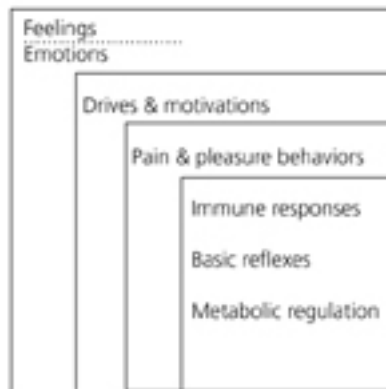 Feelings
Emotions
Drives & motivations
Pain & pleasure behaviors
Immune responses
Basic reflexes
Metabolic regulation